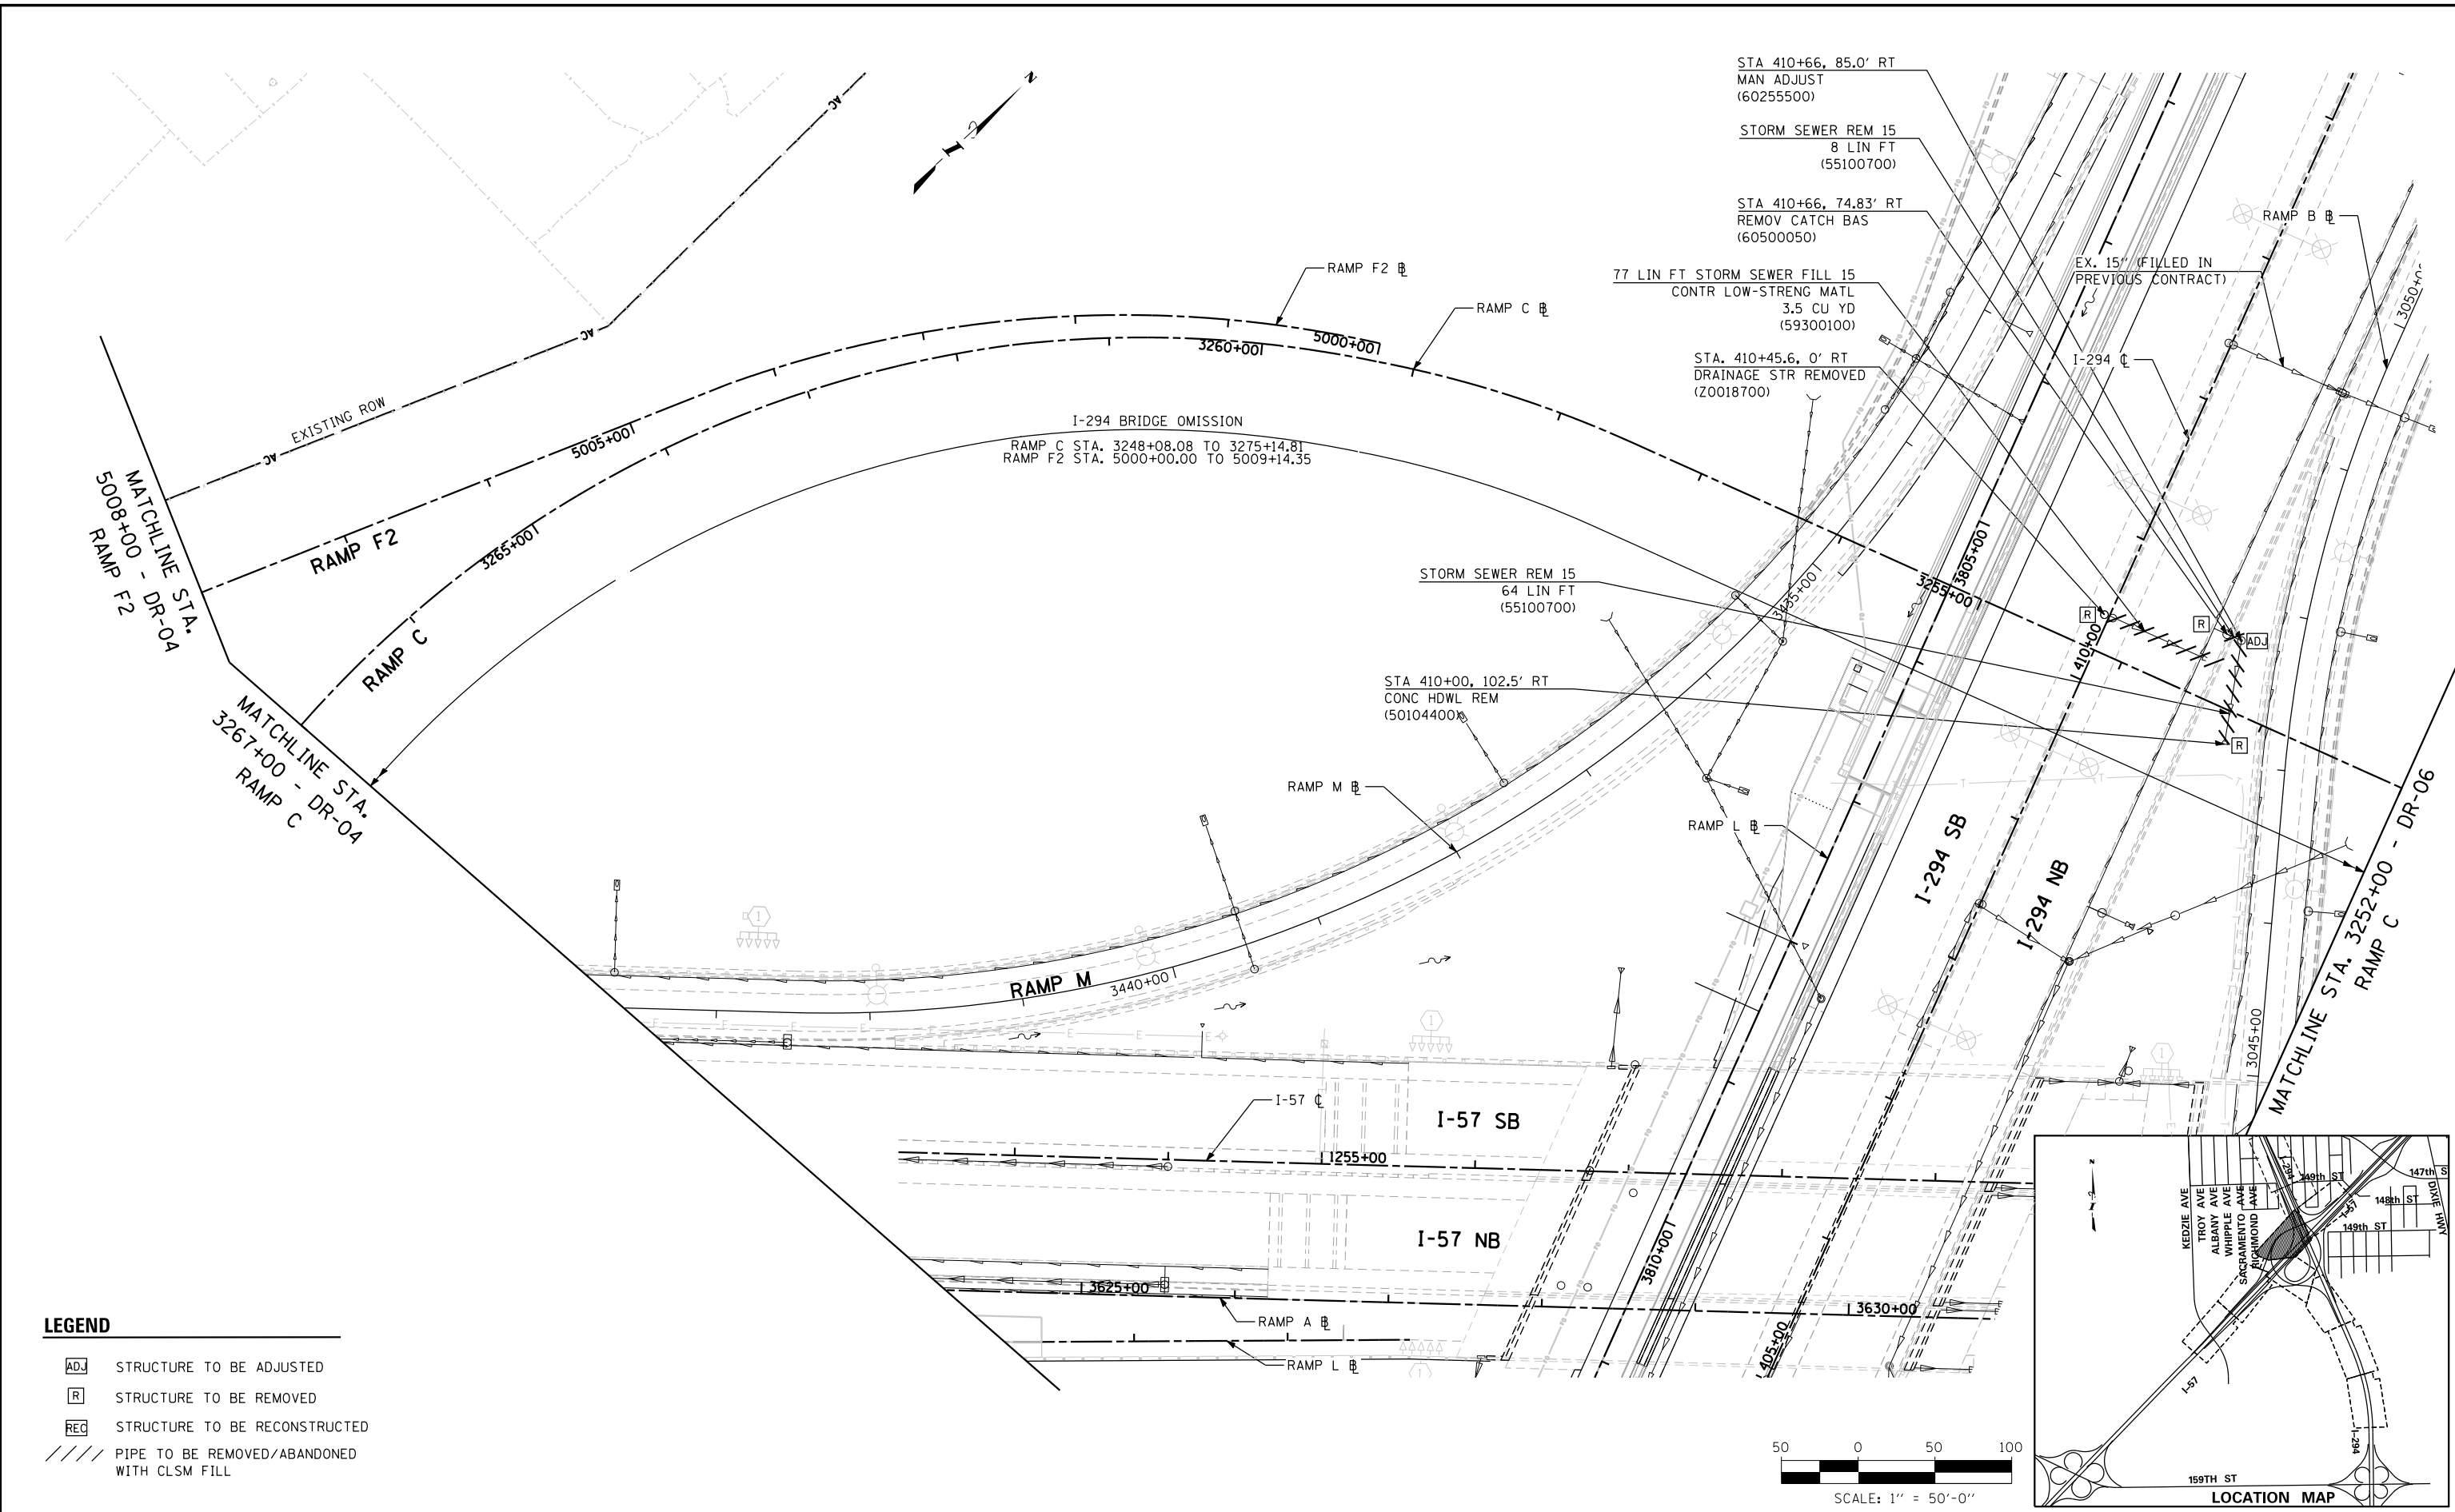 STA 410+66, 85.0' RT
MAN ADJUST
(60255500)
STORM SEWER REM 15
8 LIN FT
(55100700)
STA 410+66, 74.83' RT
REMOV CATCH BAS
(60500050)
77 LIN FT STORM SEWER FILL 15
CONTR LOW-STRENG MATL
3.5 CU YD
(59300100)
STA. 410+45.6, 0' RT
DRAINAGE STR REMOVED
(Z0018700)
STORM SEWER REM 15
64 LIN FT
(55100700)
STA 410+00, 102.5' RT
CONC HDWL REM
(50104400)
N
RAMP B ℄
EX. 15" (FILLED IN
PREVIOUS CONTRACT)
I-294 ℄
3050+0
RAMP F2 ℄
RAMP C ℄
5000+00
3260+00
EXISTING ROW
AC
AC
AC
5005+00
3265+00
I-294 BRIDGE OMISSION
RAMP C STA. 3248+08.08 TO 3275+14.81
RAMP F2 STA. 5000+00.00 TO 5009+14.35
RAMP F2
RAMP C
MATCHLINE STA.
5008+00 - DR-04
RAMP F2
MATCHLINE STA.
3267+00 - DR-04
RAMP C
3435+00
3805+00
3255+00
410+00
R
R
ADJ
R
RAMP M ℄
RAMP L ℄
I-294 SB
I-294 NB
MATCHLINE STA. 3252+00 - DR-06
RAMP C
3045+00
RAMP M
3440+00
I-57 ℄
I-57 SB
1255+00
I-57 NB
3625+00
3810+00
3630+00
405+00
RAMP A ℄
RAMP L ℄
LEGEND
ADJ STRUCTURE TO BE ADJUSTED
R STRUCTURE TO BE REMOVED
REC STRUCTURE TO BE RECONSTRUCTED
PIPE TO BE REMOVED/ABANDONED
WITH CLSM FILL
50 0 50 100
SCALE: 1" = 50'-0"
N
KEDZIE AVE
TROY AVE
ALBANY AVE
WHIPPLE AVE
SACRAMENTO AVE
RICHMOND AVE
I-294
149th ST
147th S
148th ST
149th ST
DIXIE HWY
I-57
I-57
I-294
159TH ST
LOCATION MAP